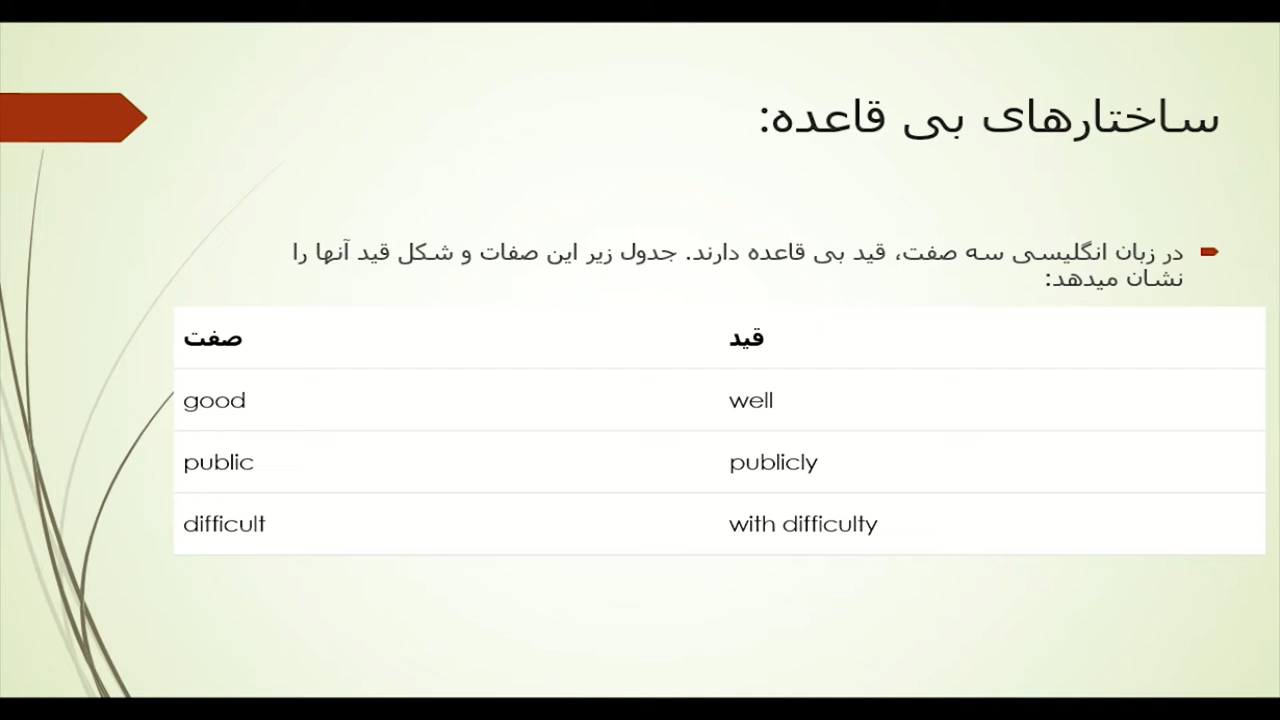 ساختارهای بی قاعده:
در زبان انگلیسی سه صفت، قید بی قاعده دارند. جدول زیر این صفات و شکل قید آنها را
نشان میدهد:
صفت قید
good well
public publicly
difficult with difficulty